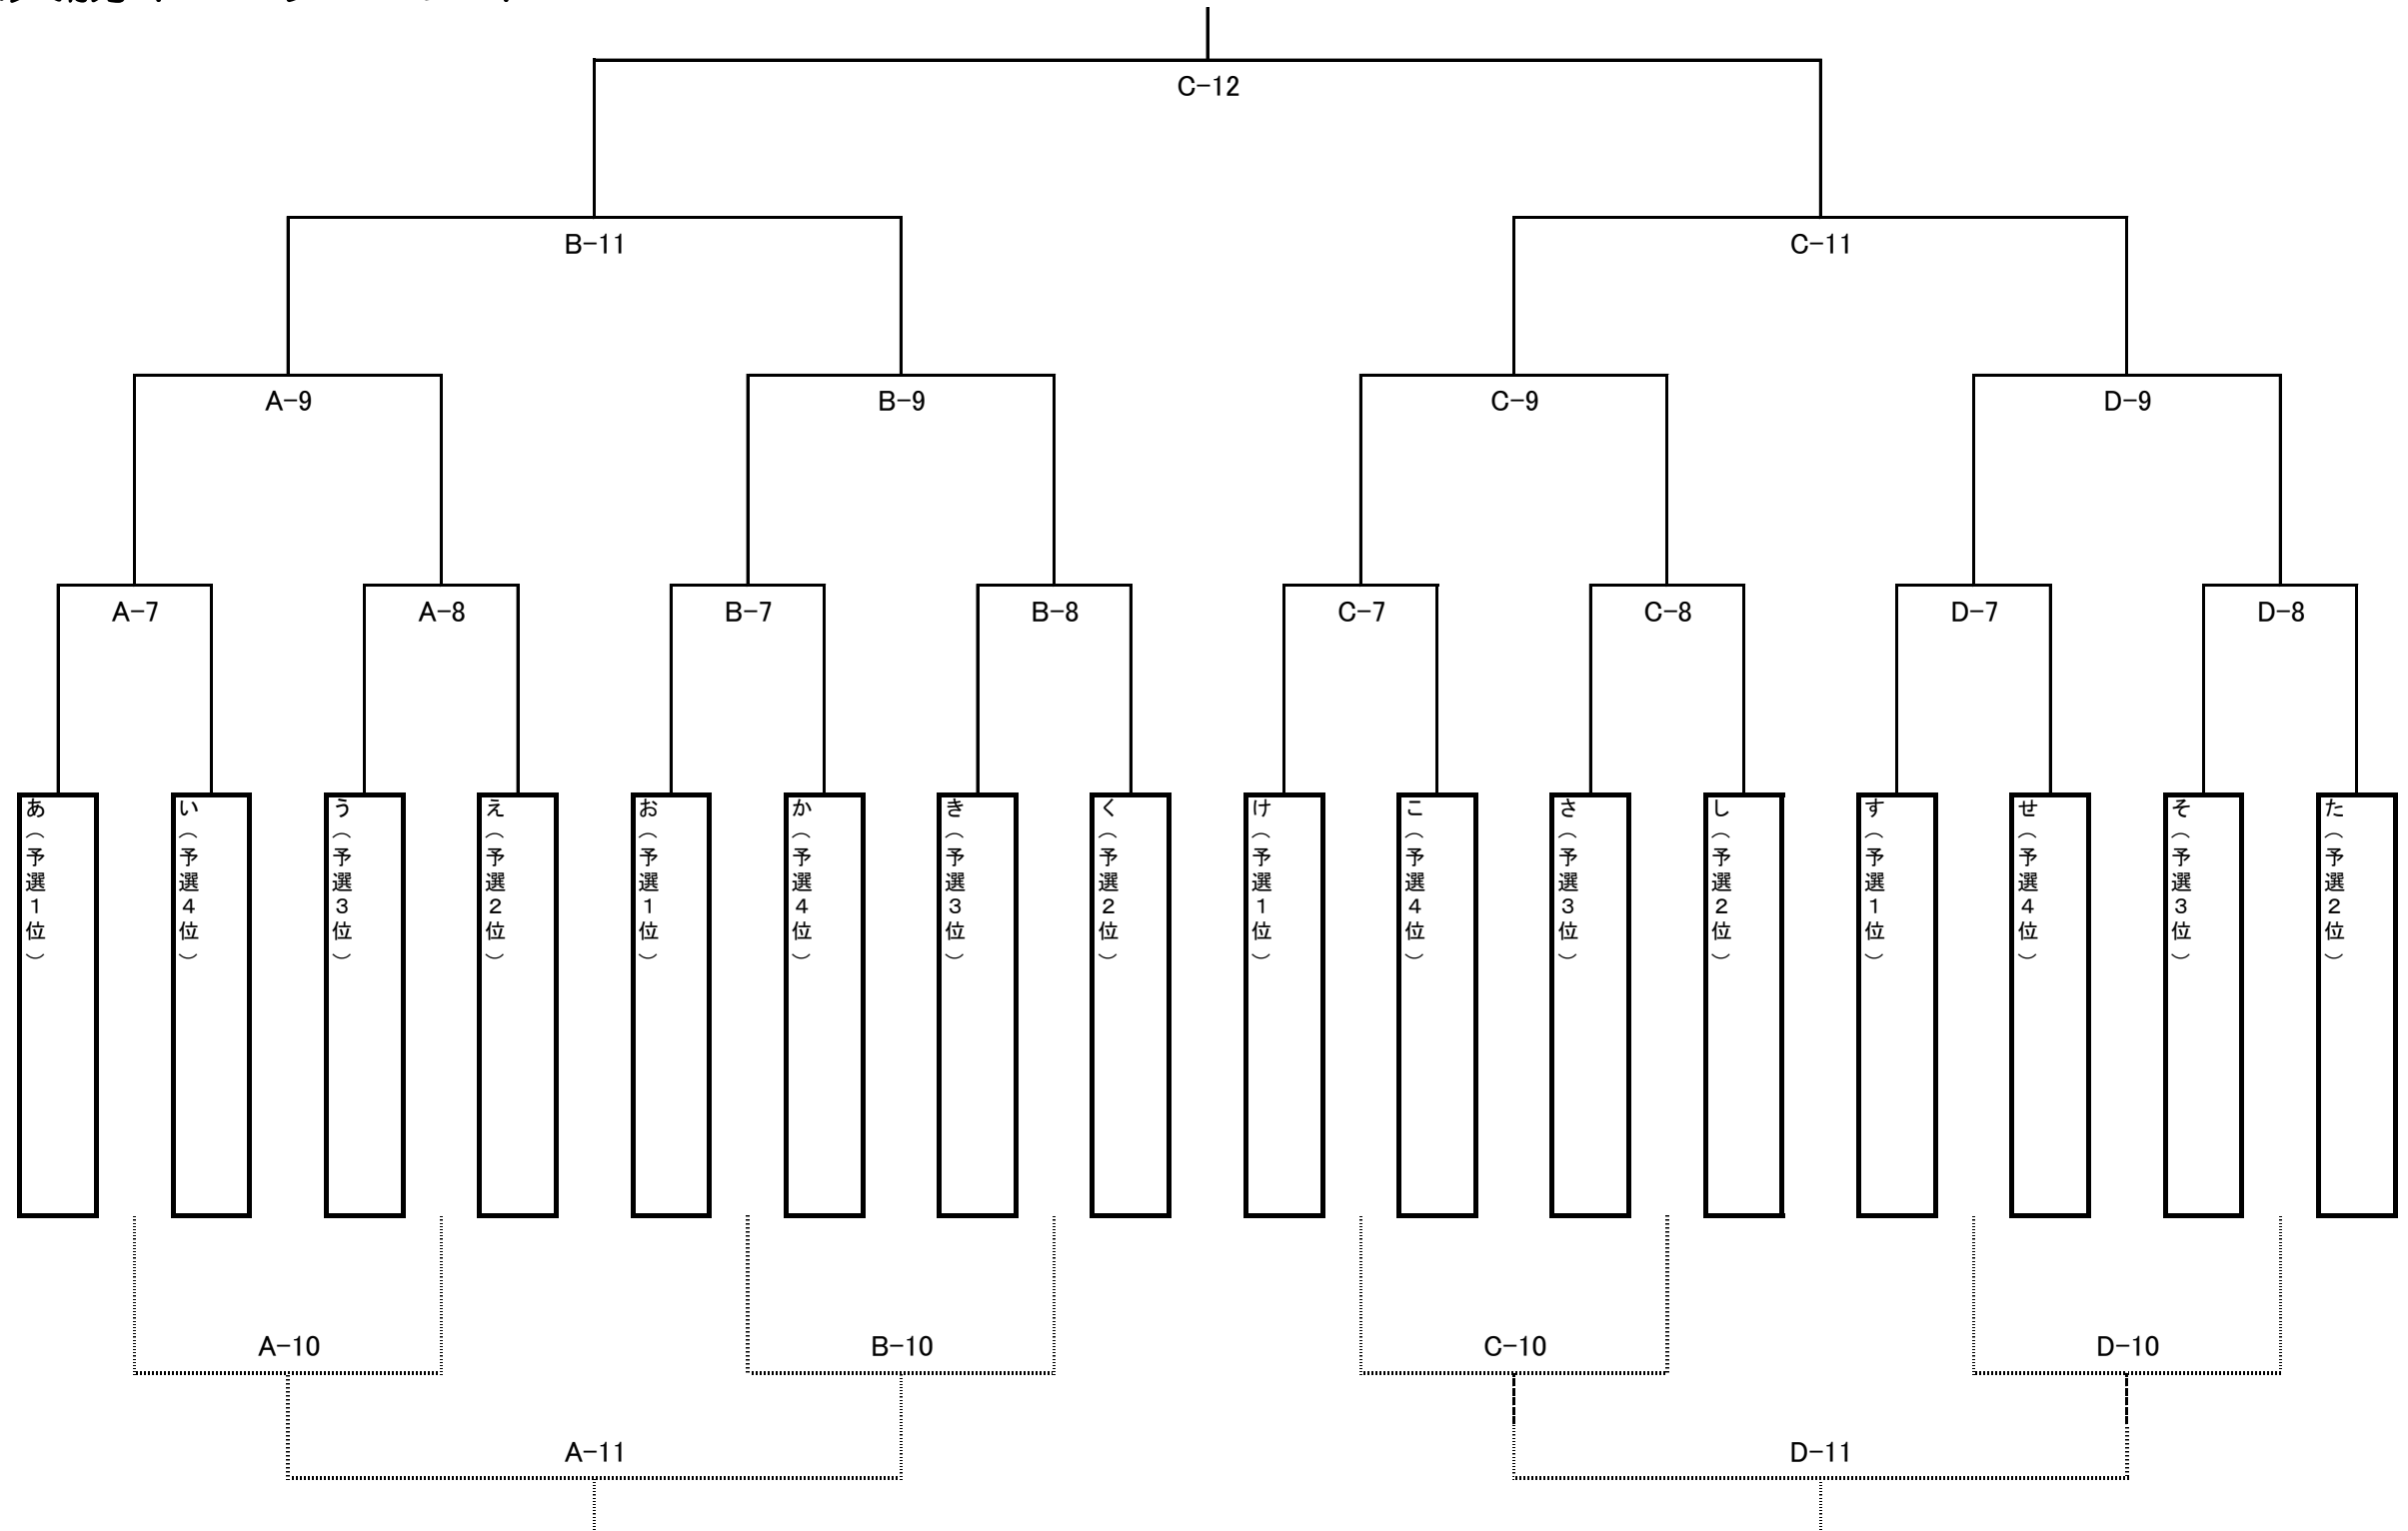 C-12
B-11
C-11
A-9
B-9
C-9
D-9
A-7
A-8
B-7
B-8
C-7
C-8
D-7
D-8
あ(予選1位)
い(予選4位)
う(予選3位)
え(予選2位)
お(予選1位)
か(予選4位)
き(予選3位)
く(予選2位)
け(予選1位)
こ(予選4位)
さ(予選3位)
し(予選2位)
す(予選1位)
せ(予選4位)
そ(予選3位)
た(予選2位)
A-10
B-10
C-10
D-10
A-11
D-11